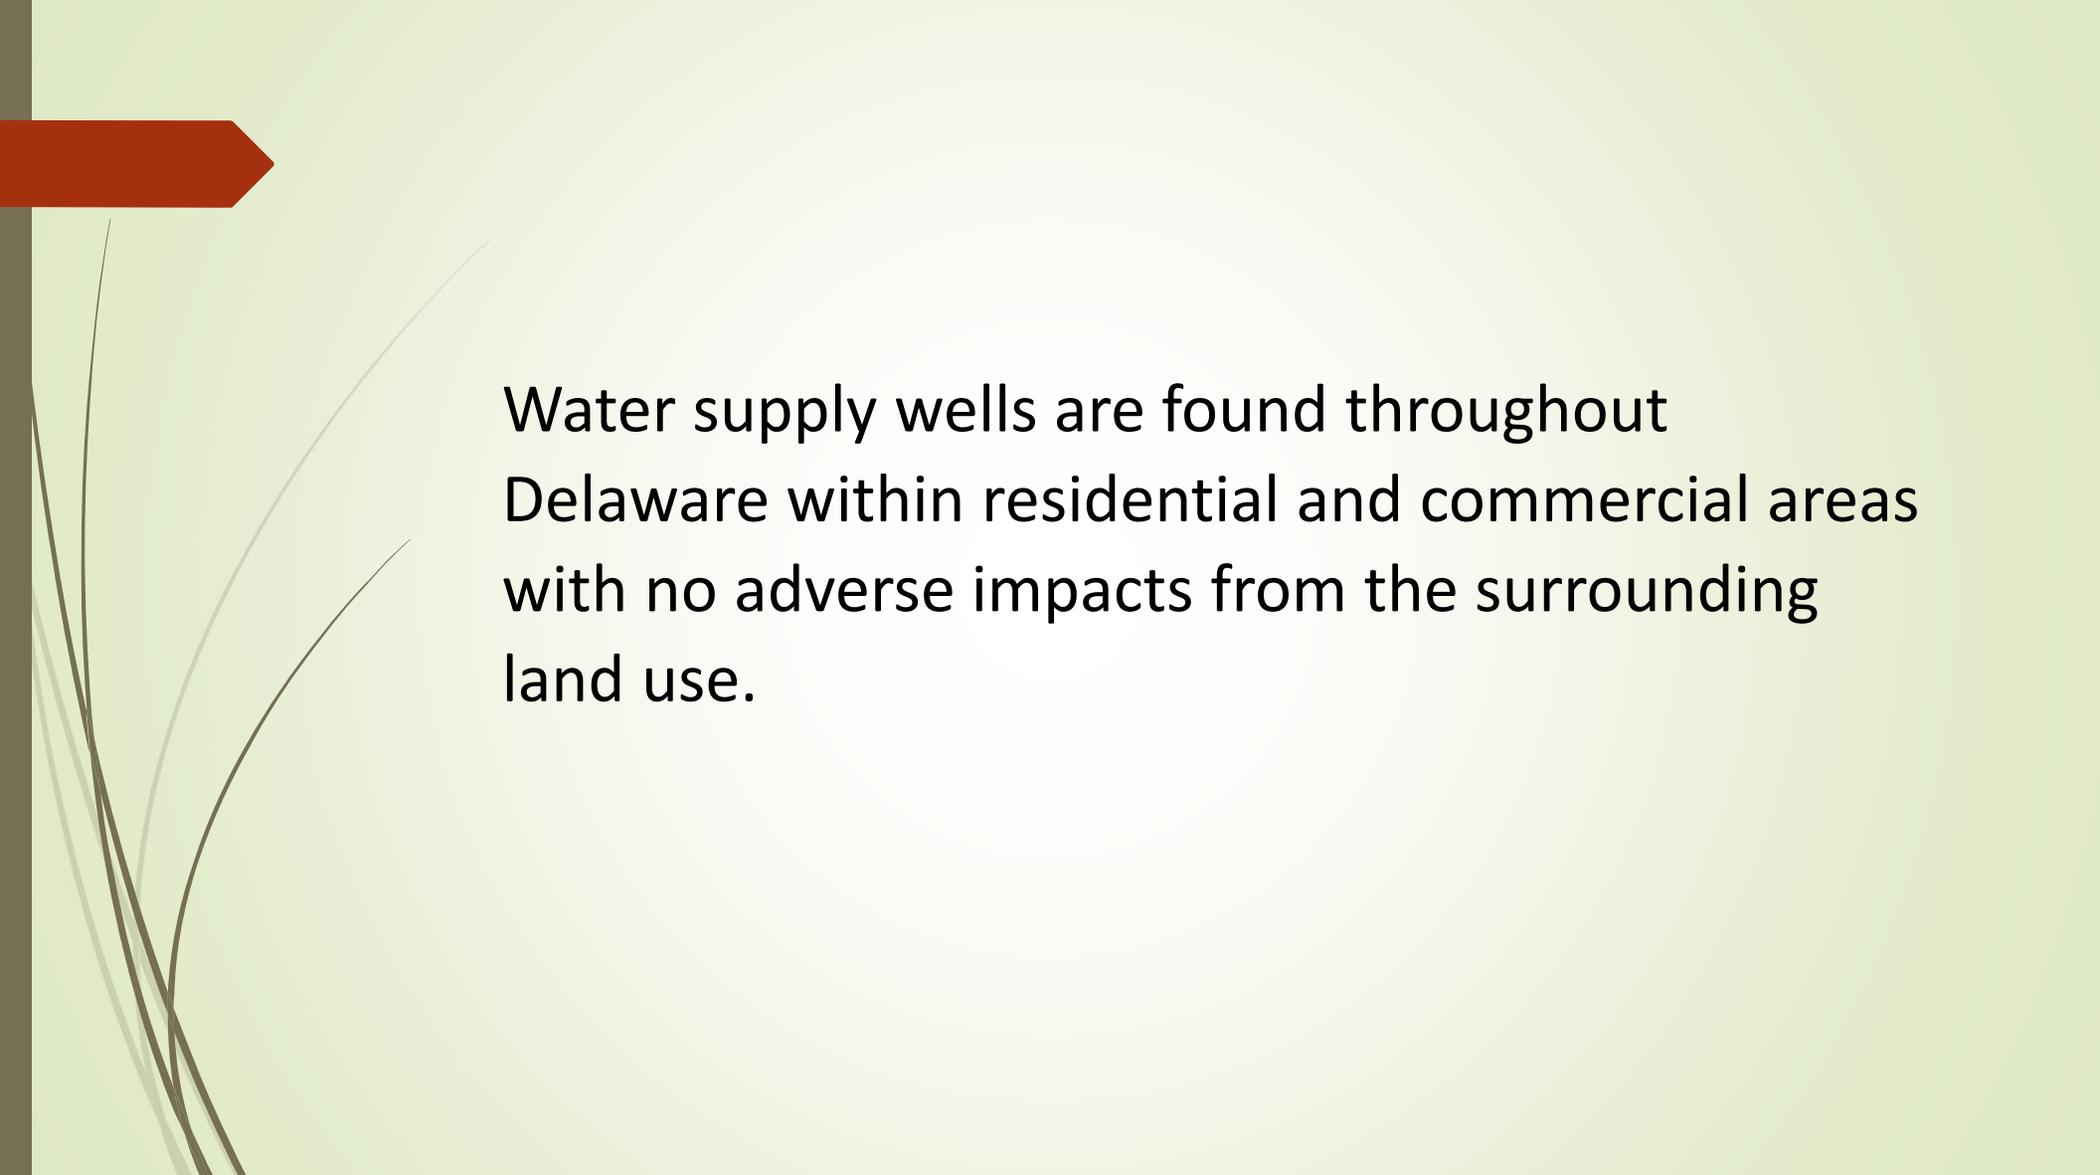 Water supply wells are found throughout
Delaware within residential and commercial areas
with no adverse impacts from the surrounding
land use.